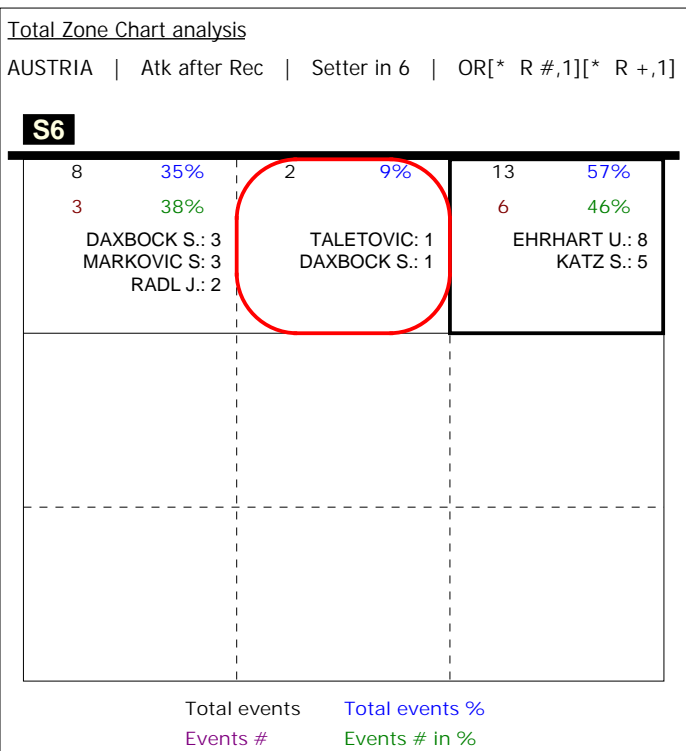 Total Zone Chart analysis
AUSTRIA | Atk after Rec | Setter in 6 | OR[* R #,1][* R +,1]
S6
8 35% 2 9% 13 57%
3 38% 6 46%
DAXBOCK S.: 3 TALETOVIC: 1 EHRHART U.: 8
MARKOVIC S: 3 DAXBOCK S.: 1 KATZ S.: 5
RADL J.: 2
Total events Total events %
Events # Events # in %